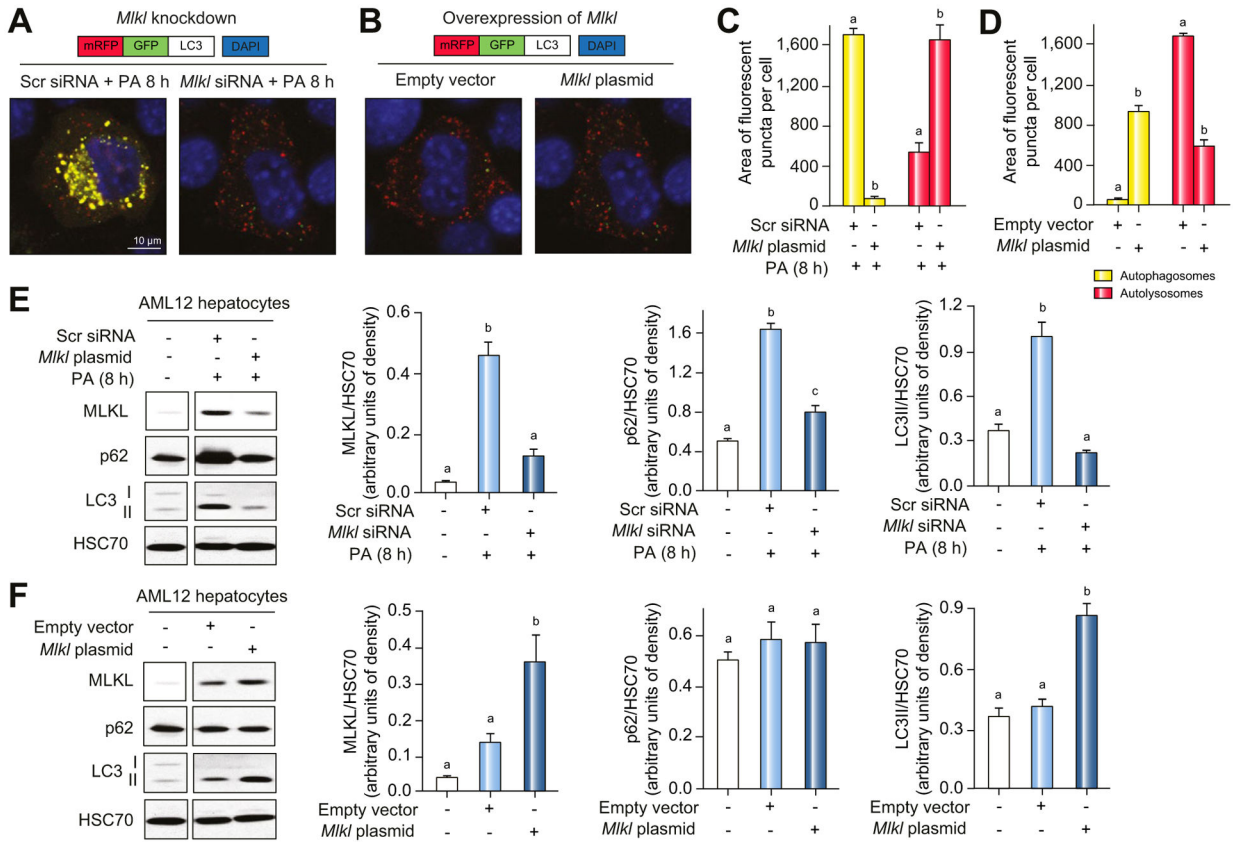 A
Mlkl knockdown
mRFP GFP LC3 DAPI
Scr siRNA + PA 8 h Mlkl siRNA + PA 8 h
10 µm
B
Overexpression of Mlkl
mRFP GFP LC3 DAPI
Empty vector Mlkl plasmid
C
Area of fluorescent
puncta per cell
1,600
1,200
800
400
0
a
b
a
b
Scr siRNA + +
Mlkl plasmid + +
PA (8 h) + + + +
D
Area of fluorescent
puncta per cell
1,600
1,200
1,800
400
0
a
b
a
b
Empty vector + +
Mlkl plasmid + +
Autophagosomes
Autolysosomes
E
AML12 hepatocytes
Scr siRNA - + -
Mlkl plasmid - - +
PA (8 h) - + +
MLKL
p62
LC3 I
II
HSC70
MLKL/HSC70
(arbitrary units of density)
0.6
0.4
0.2
0.0
a
b
a
Scr siRNA - + -
Mlkl siRNA - - +
PA (8 h) - + +
p62/HSC70
(arbitrary units of density)
1.6
1.2
0.8
0.4
0.0
a
b
c
Scr siRNA - + -
Mlkl siRNA - - +
PA (8 h) - + +
LC3II/HSC70
(arbitrary units of density)
1.2
0.9
0.6
0.3
0.0
a
b
a
Scr siRNA - + -
Mlkl siRNA - - +
PA (8 h) - + +
F
AML12 hepatocytes
Empty vector - + -
Mlkl plasmid - - +
MLKL
p62
LC3 I
II
HSC70
MLKL/HSC70
(arbitrary units of density)
0.5
0.4
0.3
0.2
0.1
0.0
a
a
b
Empty vector - + -
Mlkl plasmid - - +
p62/HSC70
(arbitrary units of density)
0.6
0.4
0.2
0.0
a
a
a
Empty vector - + -
Mlkl plasmid - - +
LC3II/HSC70
(arbitrary units of density)
0.9
0.6
0.3
0.0
a
a
b
Empty vector - + -
Mlkl plasmid - - +